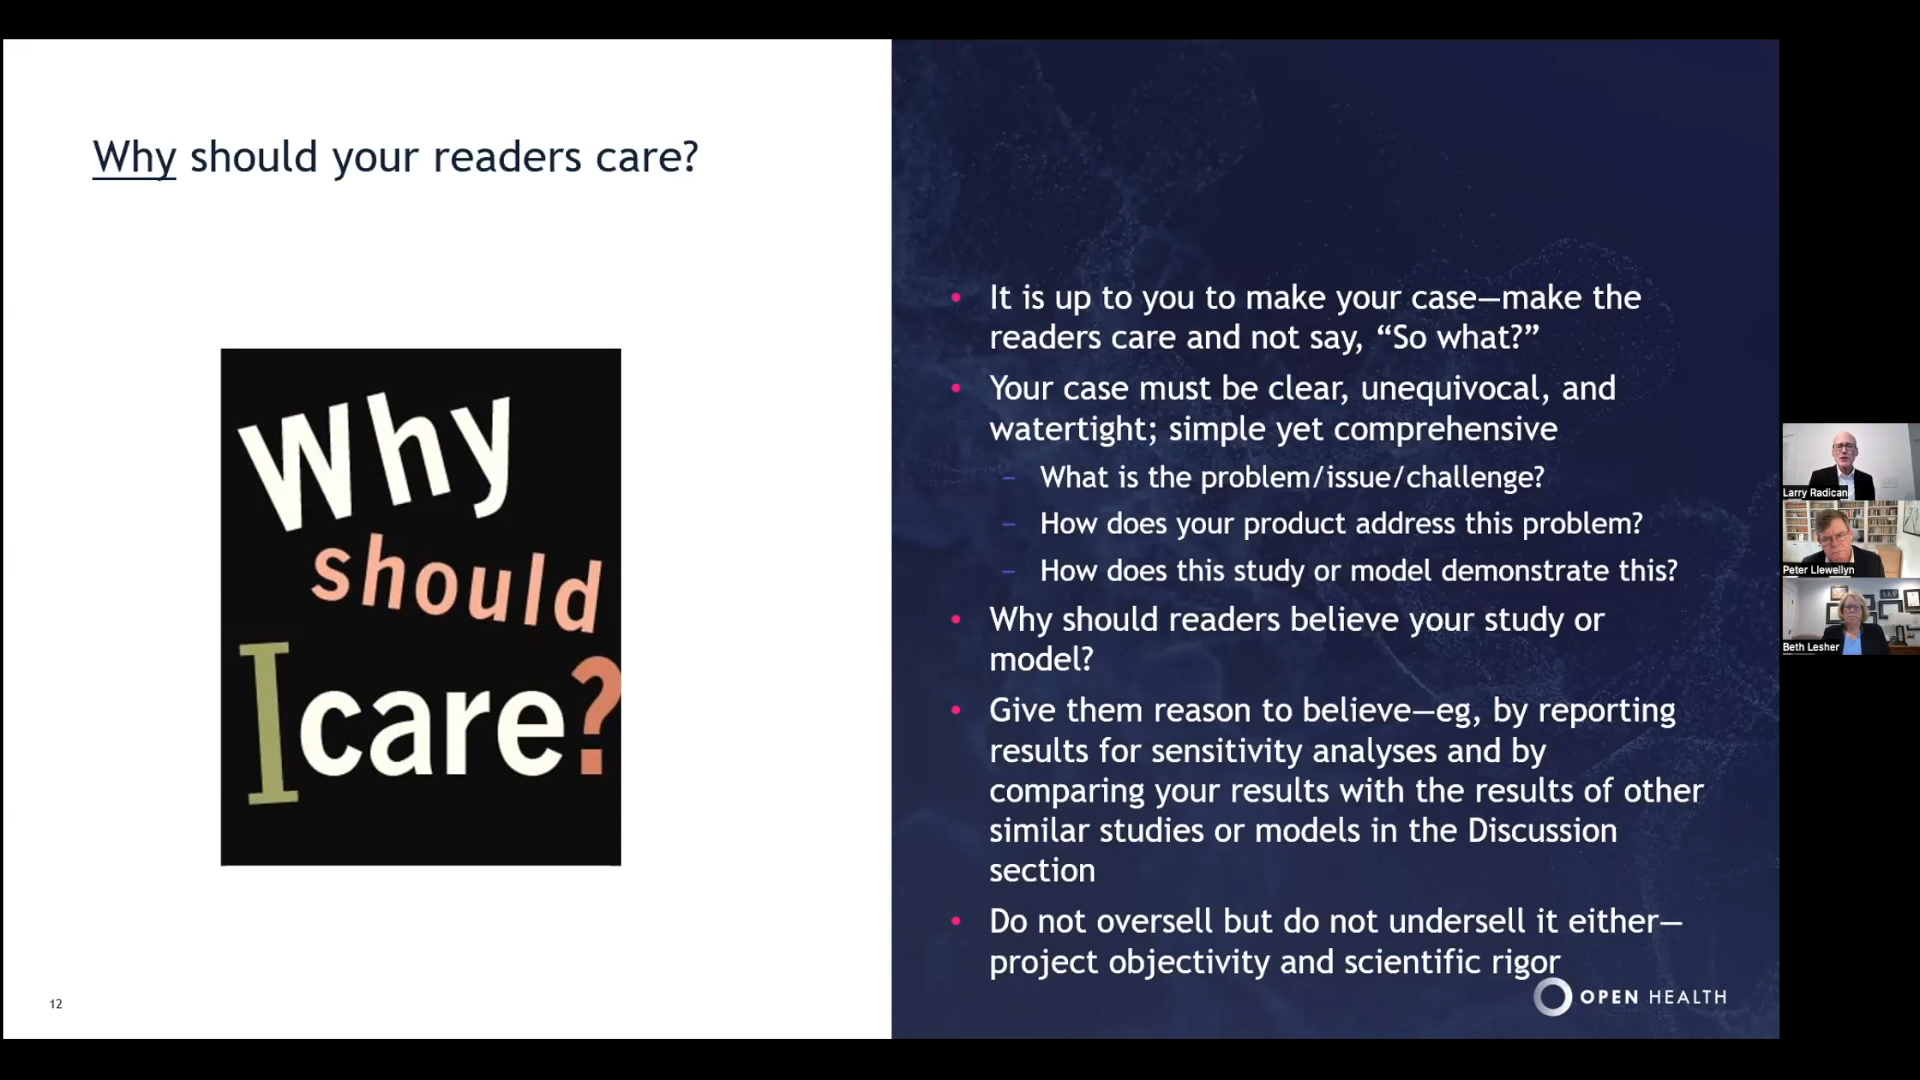 Why should your readers care?
Why
should
I care?
12
• It is up to you to make your case—make the
readers care and not say, “So what?”
• Your case must be clear, unequivocal, and
watertight; simple yet comprehensive
– What is the problem/issue/challenge?
– How does your product address this problem?
– How does this study or model demonstrate this?
• Why should readers believe your study or
model?
• Give them reason to believe—eg, by reporting
results for sensitivity analyses and by
comparing your results with the results of other
similar studies or models in the Discussion
section
• Do not oversell but do not undersell it either—
project objectivity and scientific rigor
OPEN HEALTH
Larry Radican
Peter Llewellyn
Beth Lesher